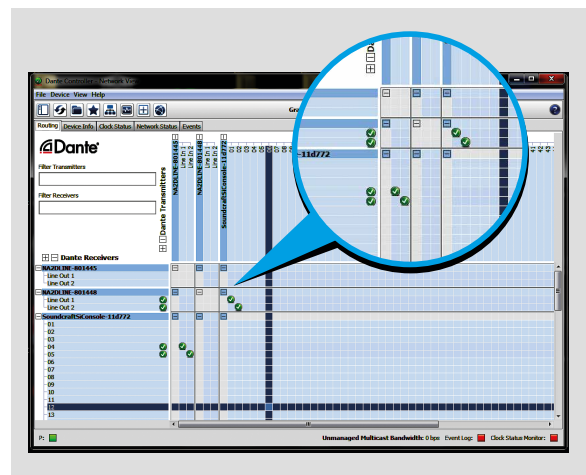 Dante Controller - Network View
File Device View Help
Routing Device Info Clock Status Network Status Events
Dante
Filter Transmitters
Filter Receivers
Dante Transmitters
NA2DLINE-801445
Line In 1
Line In 2
NA2DLINE-801448
Line In 1
Line In 2
SoundcraftSiConsole-11d772
01
02
03
04
05
06
07
08
41
42
43
-11d772
Dante Receivers
NA2DLINE-801445
Line Out 1
Line Out 2
NA2DLINE-801448
Line Out 1
Line Out 2
SoundcraftSiConsole-11d772
01
02
03
04
05
06
07
08
09
10
11
12
13
P:
Unmanaged Multicast Bandwidth: 0 bps Event Log: Clock Status Monitor: